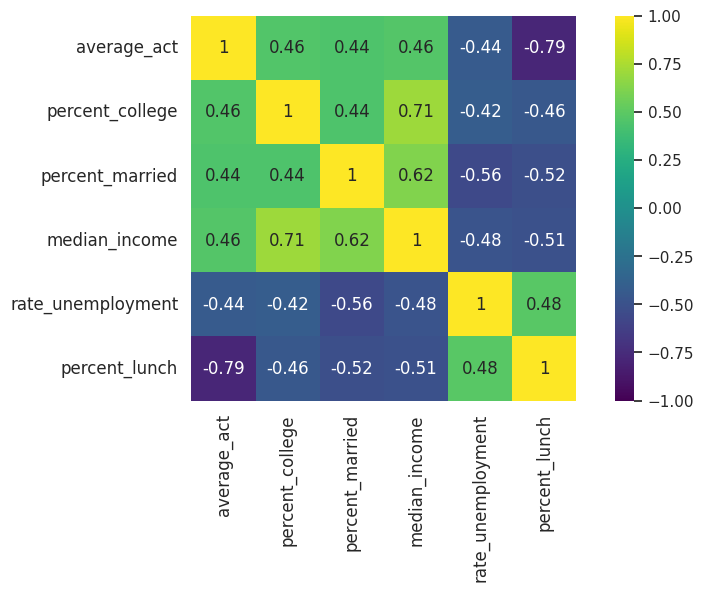 average_act 1 0.46 0.44 0.46 -0.44 -0.79
percent_college 0.46 1 0.44 0.71 -0.42 -0.46
percent_married 0.44 0.44 1 0.62 -0.56 -0.52
median_income 0.46 0.71 0.62 1 -0.48 -0.51
rate_unemployment -0.44 -0.42 -0.56 -0.48 1 0.48
percent_lunch -0.79 -0.46 -0.52 -0.51 0.48 1
average_act
percent_college
percent_married
median_income
rate_unemployment
percent_lunch
1.00
0.75
0.50
0.25
0.00
−0.25
−0.50
−0.75
−1.00